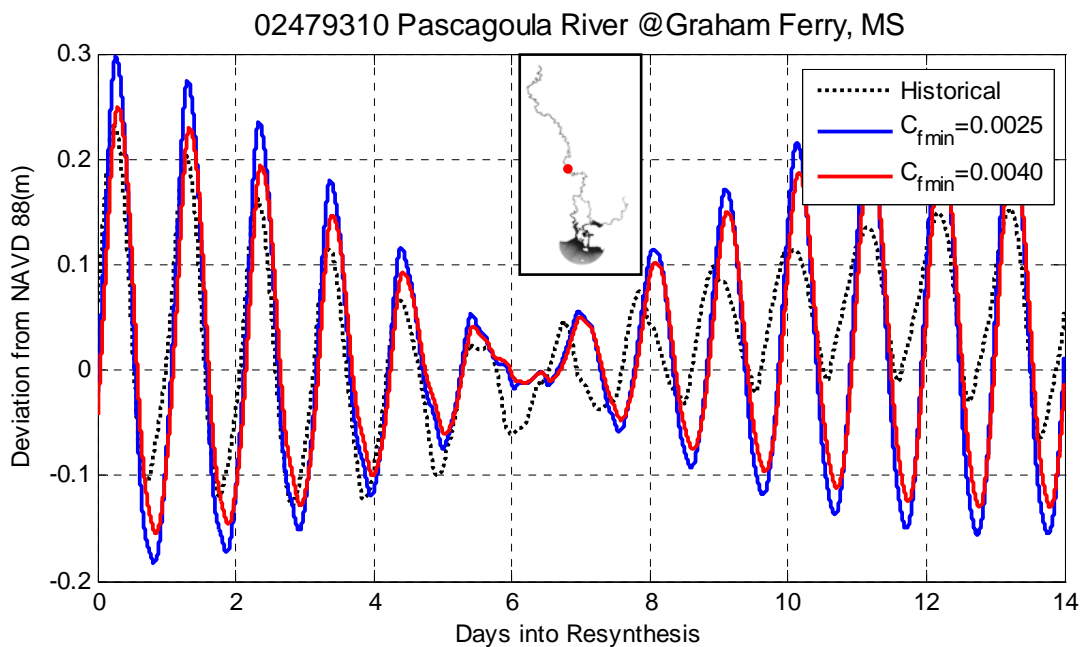 02479310 Pascagoula River @Graham Ferry, MS
Historical
C_fmin=0.0025
C_fmin=0.0040
Deviation from NAVD 88(m)
0.3
0.2
0.1
0
-0.1
-0.2
0 2 4 6 8 10 12 14
Days into Resynthesis